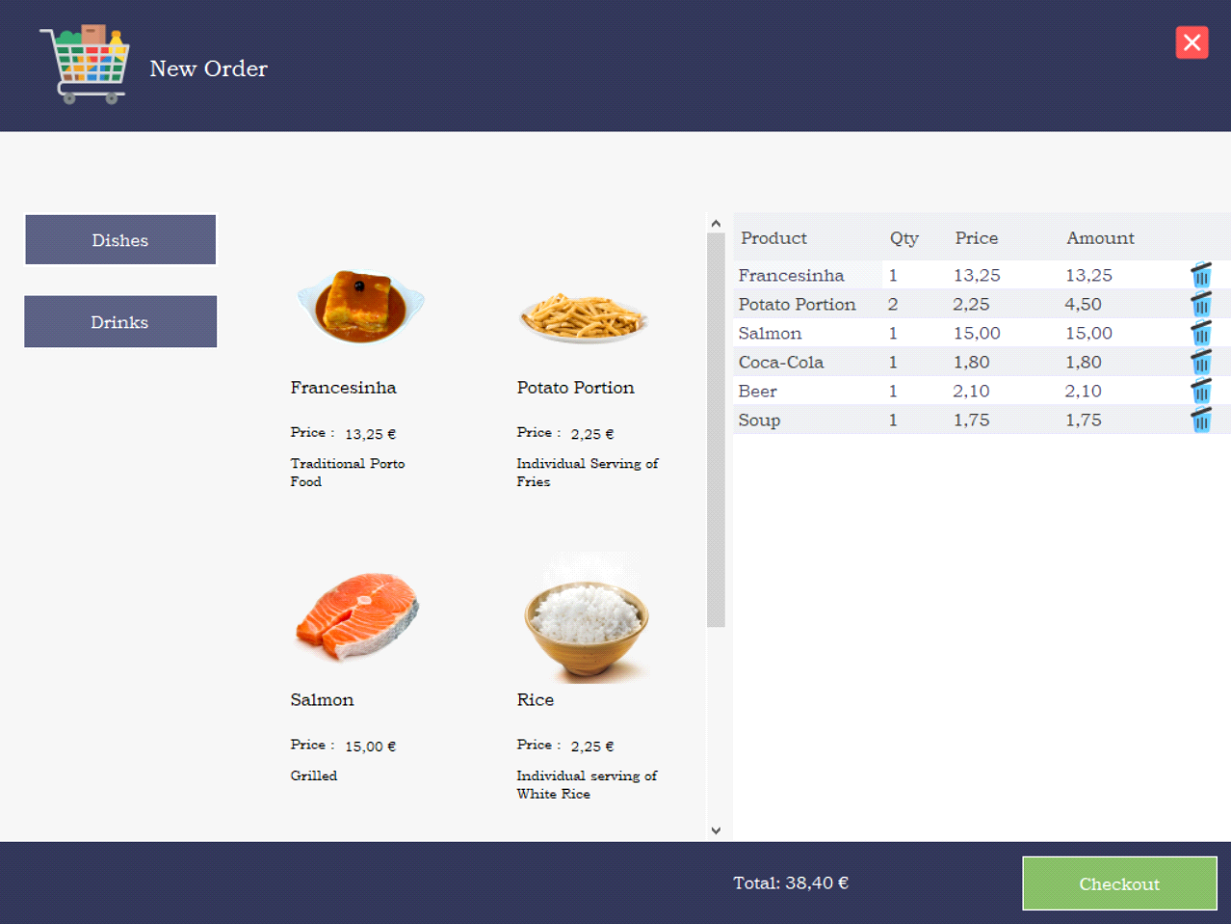 New Order
Dishes
Drinks
Francesinha
Price : 13,25 €
Traditional Porto
Food
Potato Portion
Price : 2,25 €
Individual Serving of
Fries
Salmon
Price : 15,00 €
Grilled
Rice
Price : 2,25 €
Individual serving of
White Rice
Product Qty Price Amount
Francesinha 1 13,25 13,25
Potato Portion 2 2,25 4,50
Salmon 1 15,00 15,00
Coca-Cola 1 1,80 1,80
Beer 1 2,10 2,10
Soup 1 1,75 1,75
Total: 38,40 €
Checkout